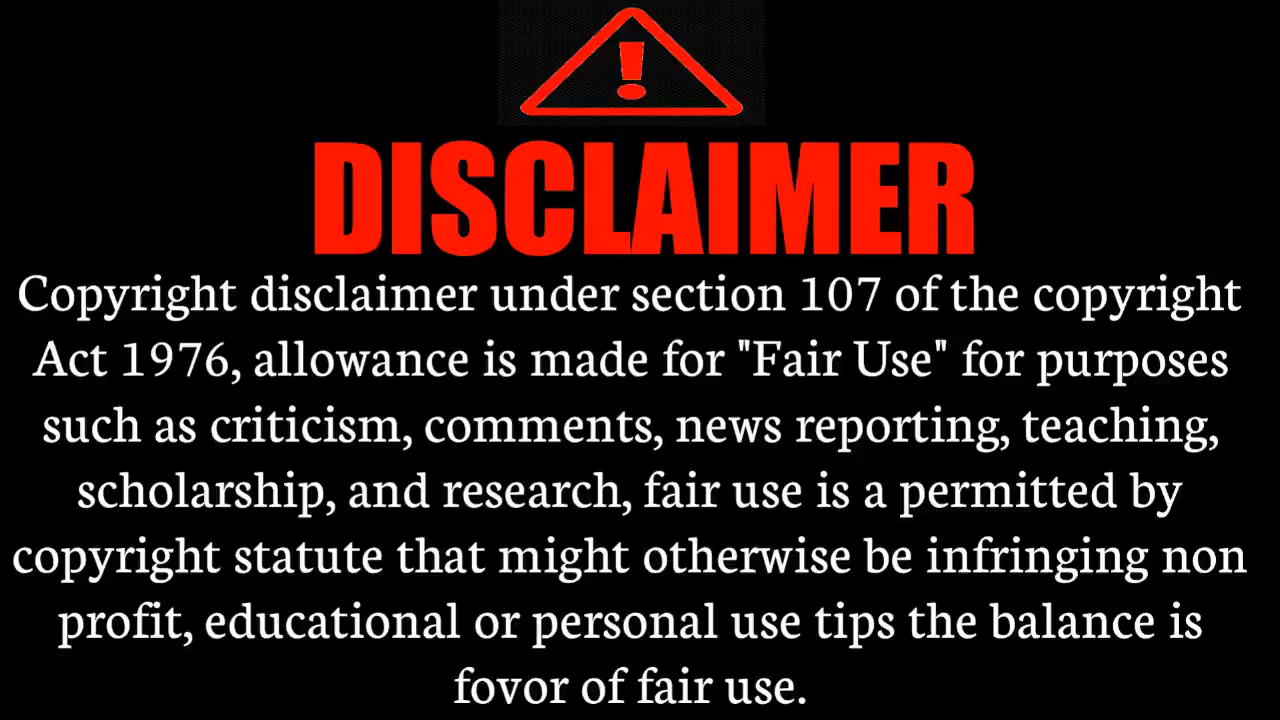 DISCLAIMER
Copyright disclaimer under section 107 of the copyright
Act 1976, allowance is made for "Fair Use" for purposes
such as criticism, comments, news reporting, teaching,
scholarship, and research, fair use is a permitted by
copyright statute that might otherwise be infringing non
profit, educational or personal use tips the balance is
fovor of fair use.